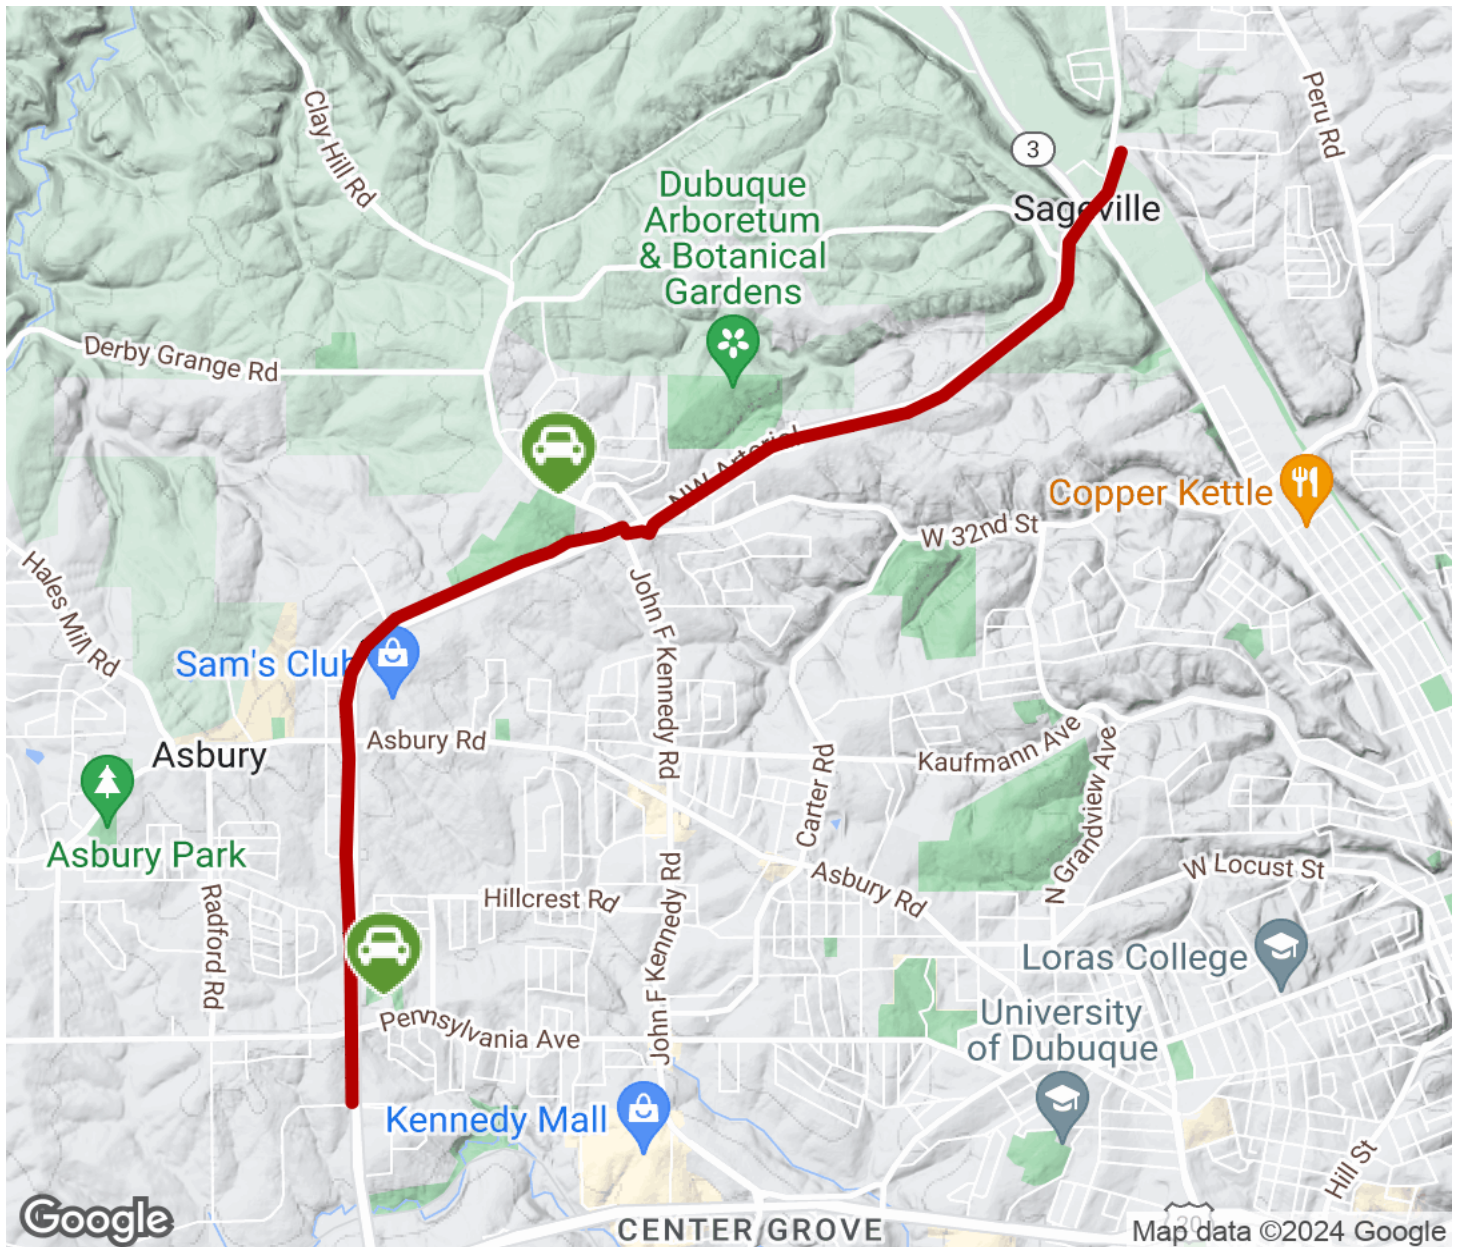 Clay Hill Rd
Peru Rd
3
Sageville
Dubuque
Arboretum
& Botanical
Gardens
Derby Grange Rd
NW Arterial
Copper Kettle
W 32nd St
Hales Mill Rd
John F Kennedy Rd
Sam's Club
Asbury Rd
Asbury
Kaufmann Ave
Carter Rd
N Grandview Ave
Asbury Park
Asbury Rd
W Locust St
Hillcrest Rd
Radford Rd
John F Kennedy Rd
Loras College
Pennsylvania Ave
University
of Dubuque
Kennedy Mall
Hill St
Google
CENTER GROVE
20
Map data ©2024 Google